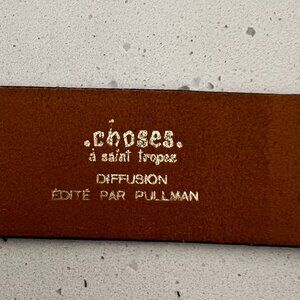 .choses.
à saint tropez
DIFFUSION
ÉDITÉ PAR PULLMAN